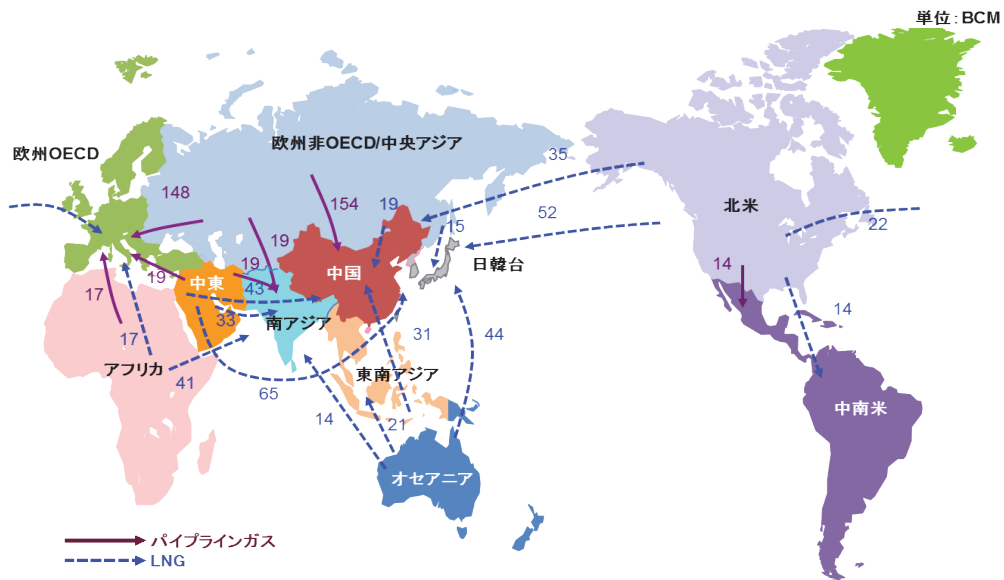 単位：BCM
欧州OECD
欧州非OECD/中央アジア
35
148
154
19
52
北米
15
22
19
日韓台
19
19
中東
43
中国
14
17
33
南アジア
31
44
14
17
アフリカ
41
65
東南アジア
14
21
中南米
オセアニア
パイプラインガス
LNG